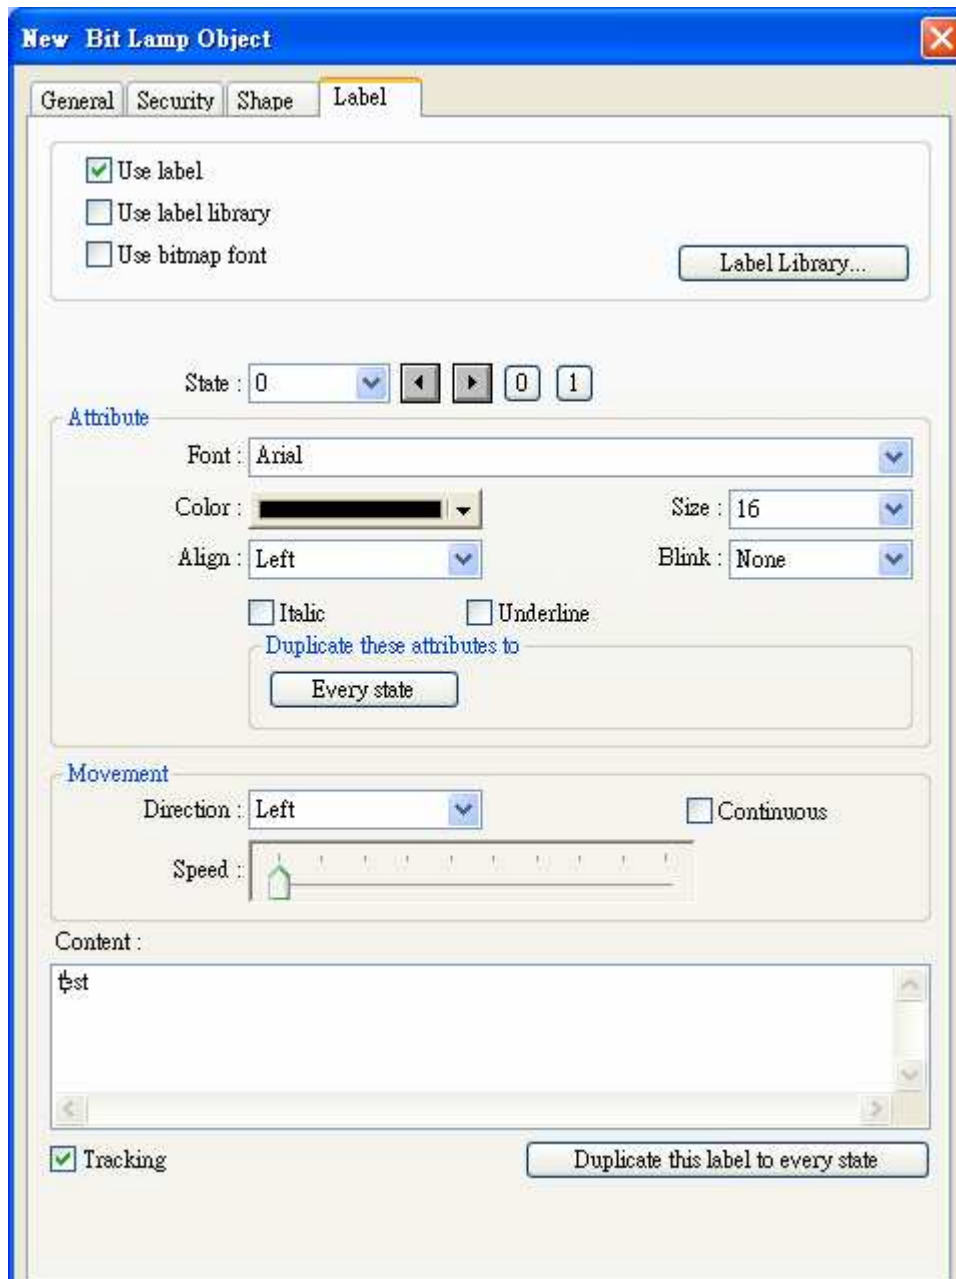 New Bit Lamp Object
General Security Shape Label
Use label
Use label library
Use bitmap font
Label Library...
State : 0 0 1
Attribute
Font : Arial
Color : Size : 16
Align : Left Blink : None
Italic Underline
Duplicate these attributes to
Every state
Movement
Direction : Left Continuous
Speed :
Content :
test
Tracking Duplicate this label to every state